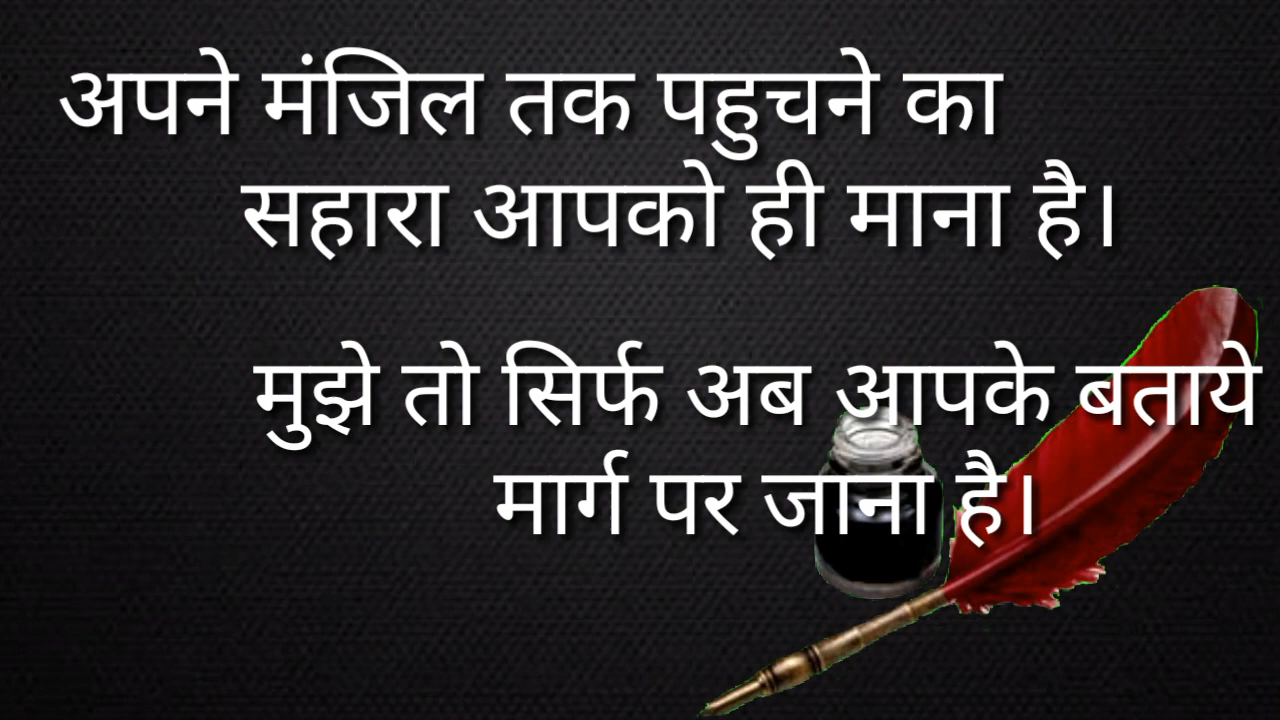 अपने मंजिल तक पहुचने का
सहारा आपको ही माना है।
मुझे तो सिर्फ अब आपके बताये
मार्ग पर जाना है।